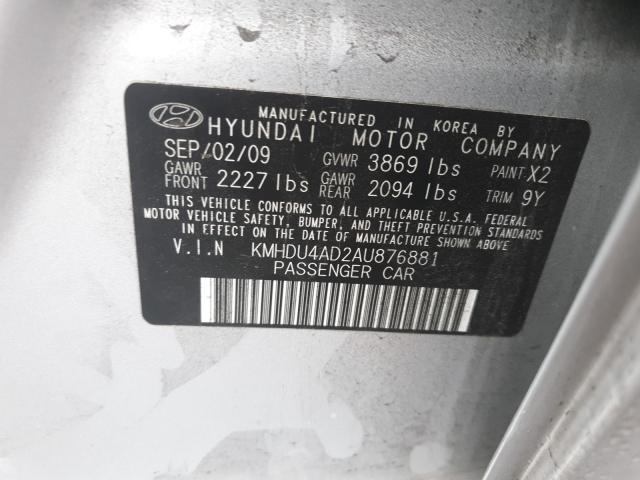 MANUFACTURED IN KOREA BY
HYUNDAI MOTOR COMPANY
SEP/02/09 GVWR 3869 lbs PAINT X2
GAWR FRONT 2227 lbs GAWR REAR 2094 lbs TRIM 9Y
THIS VEHICLE CONFORMS TO ALL APPLICABLE U.S.A. FEDERAL
MOTOR VEHICLE SAFETY, BUMPER, AND THEFT PREVENTION STANDARDS
IN EFFECT ON THE DATE OF MANUFACTURE SHOWN ABOVE.
V.I.N KMHDU4AD2AU876881
PASSENGER CAR